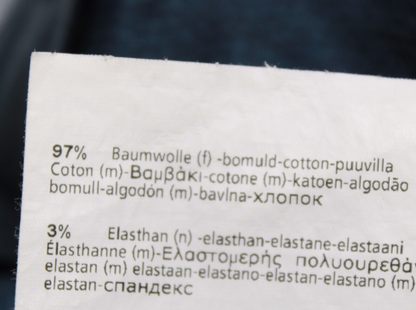 97% Baumwolle (f) -bomuld-cotton-puuvilla
Coton (m)-Βαμβάκι-cotone (m)-katoen-algodão
bomull-algodón (m)-bavlna-хлопок
3% Elasthan (n) -elasthan-elastane-elastaani
Élasthanne (m)-Ελαστομερής πολυουρεθά
elastan (m) elastaan-elastano-elastan-elastano (m)
elastan-спандекс